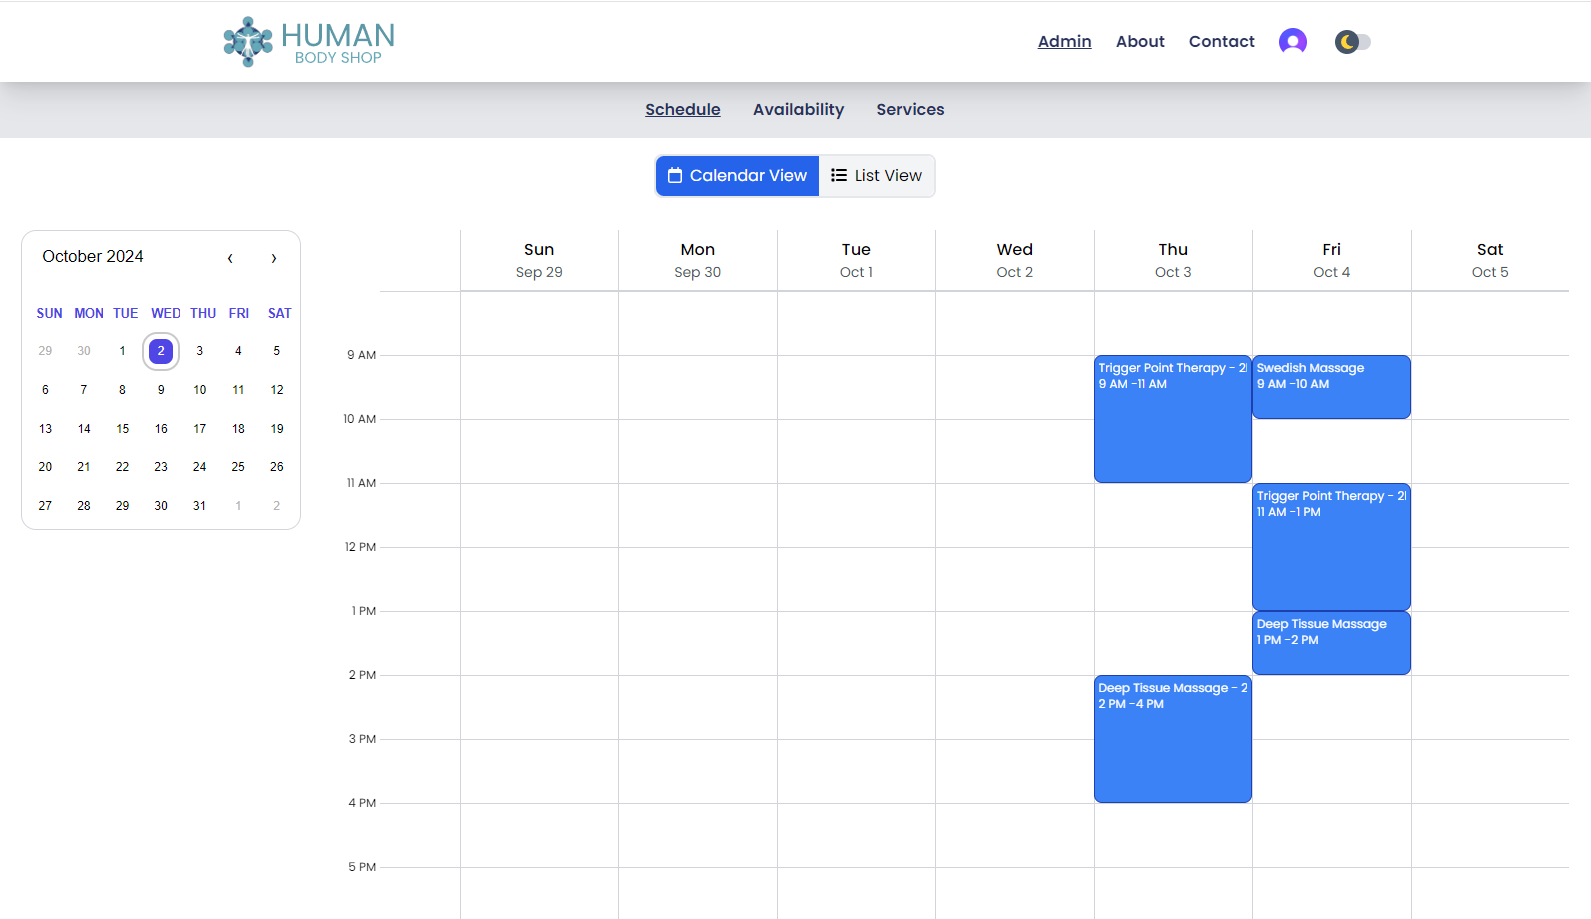 HUMAN
BODY SHOP
Admin About Contact
Schedule Availability Services
Calendar View List View
October 2024 ‹ ›
SUN MON TUE WED THU FRI SAT
29 30 1 2 3 4 5
6 7 8 9 10 11 12
13 14 15 16 17 18 19
20 21 22 23 24 25 26
27 28 29 30 31 1 2
Sun Mon Tue Wed Thu Fri Sat
Sep 29 Sep 30 Oct 1 Oct 2 Oct 3 Oct 4 Oct 5
9 AM
Trigger Point Therapy - 2
9 AM -11 AM
Swedish Massage
9 AM -10 AM
10 AM
11 AM
Trigger Point Therapy - 2
11 AM -1 PM
12 PM
1 PM
Deep Tissue Massage
1 PM -2 PM
2 PM
Deep Tissue Massage - 2
2 PM -4 PM
3 PM
4 PM
5 PM